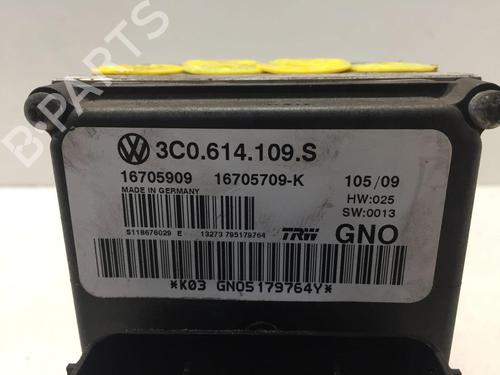 B-PARTS
3C0.614.109.S
16705909 16705709-K 105/09
MADE IN GERMANY HW:025
SW:0013
S118676029 E 13273 795179764 TRW GNO
*K03 GNO5179764Y*